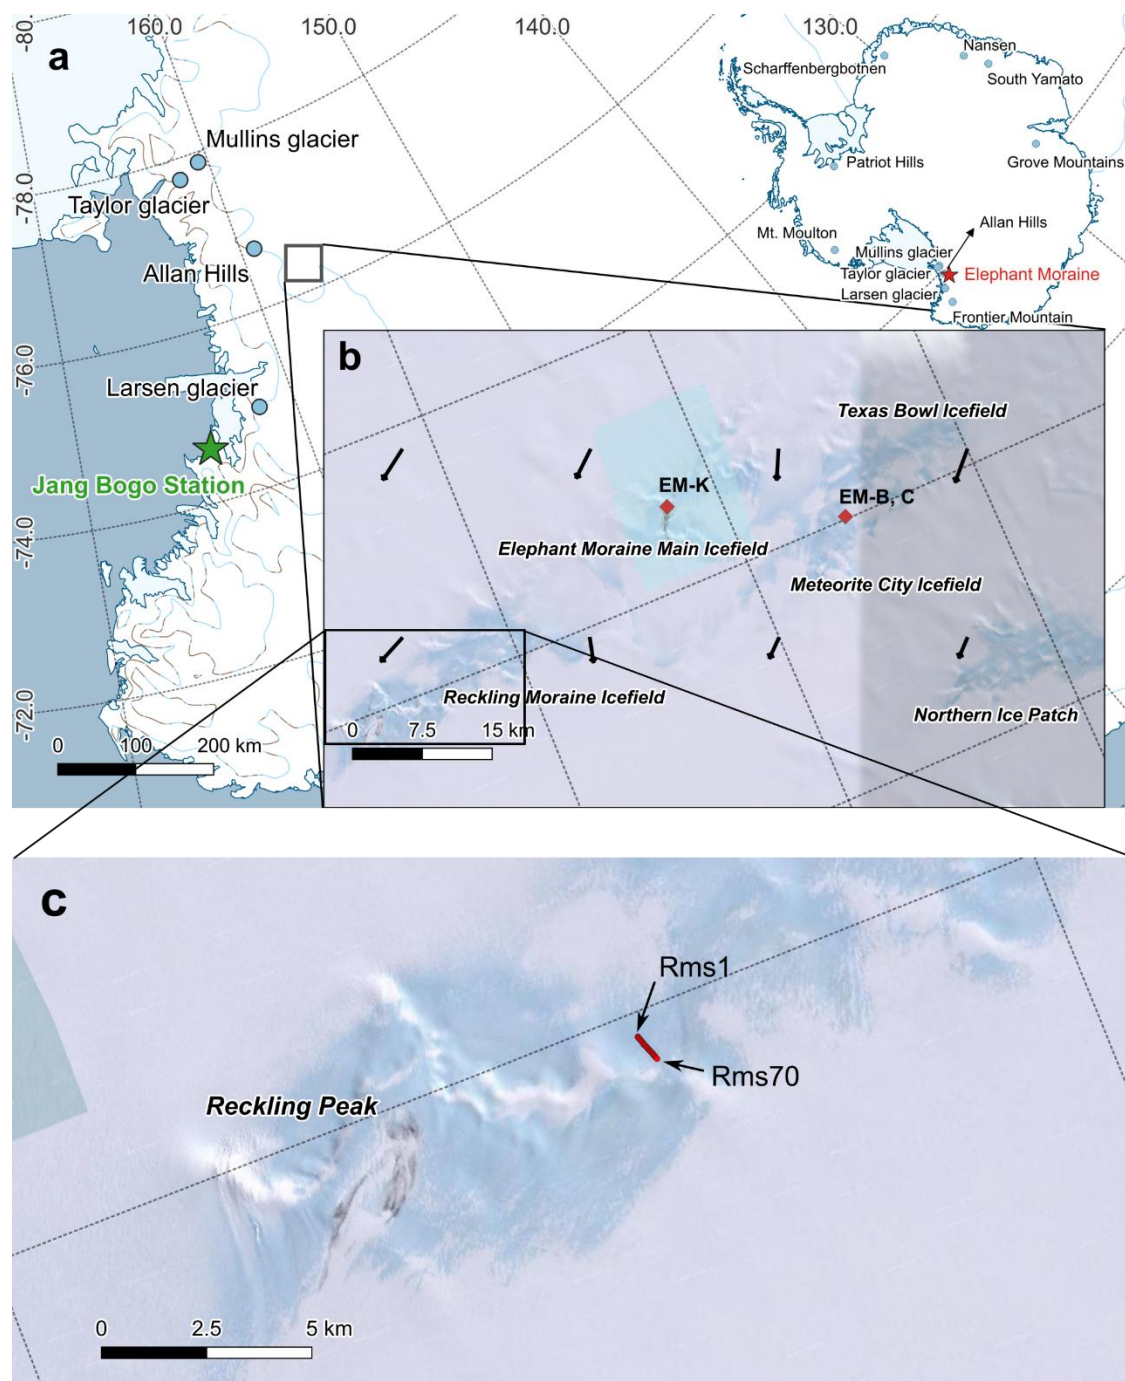 a
160.0
150.0
140.0
130.0
-80.
-78.0
-76.0
-74.0
-72.0
Mullins glacier
Taylor glacier
Allan Hills
Larsen glacier
Jang Bogo Station
0 100 200 km
Nansen
Scharffenbergbotnen
South Yamato
Patriot Hills
Grove Mountains
Allan Hills
Mt. Moulton
Mullins glacier
Taylor glacier
Elephant Moraine
Larsen glacier
Frontier Mountain
b
Texas Bowl Icefield
EM-K
EM-B, C
Elephant Moraine Main Icefield
Meteorite City Icefield
Reckling Moraine Icefield
Northern Ice Patch
0 7.5 15 km
c
Rms1
Rms70
Reckling Peak
0 2.5 5 km